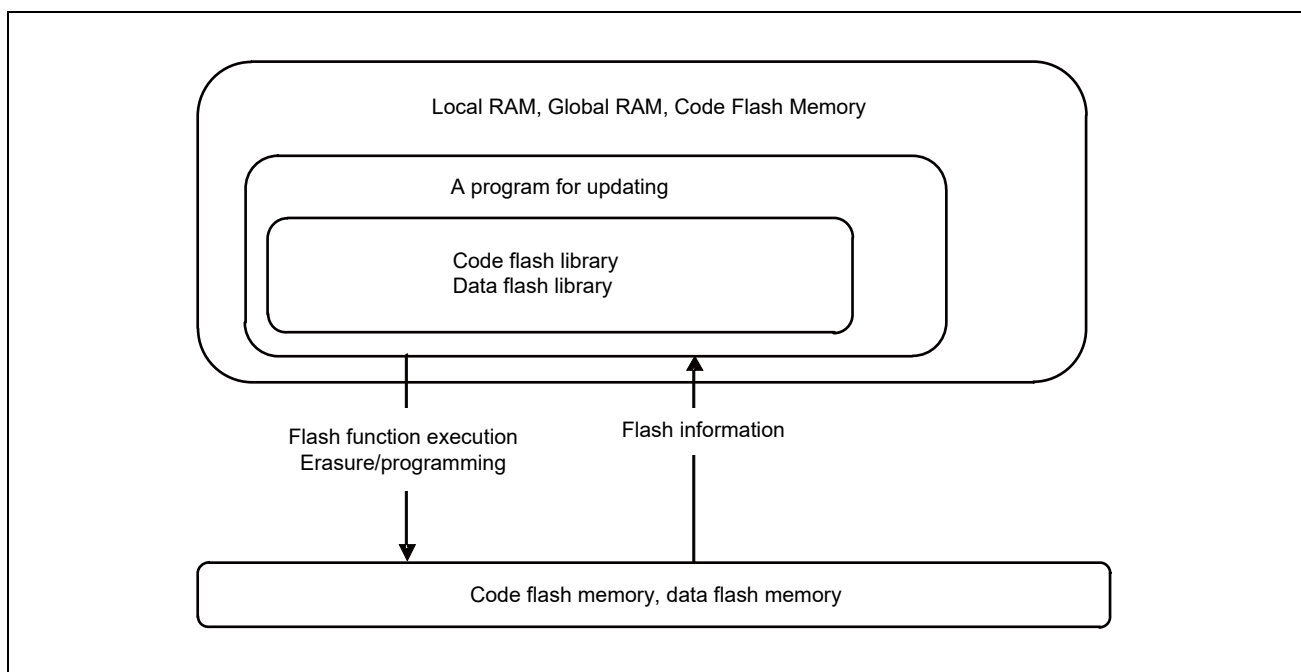 Local RAM, Global RAM, Code Flash Memory
A program for updating
Code flash library
Data flash library
Flash function execution
Erasure/programming
Flash information
Code flash memory, data flash memory